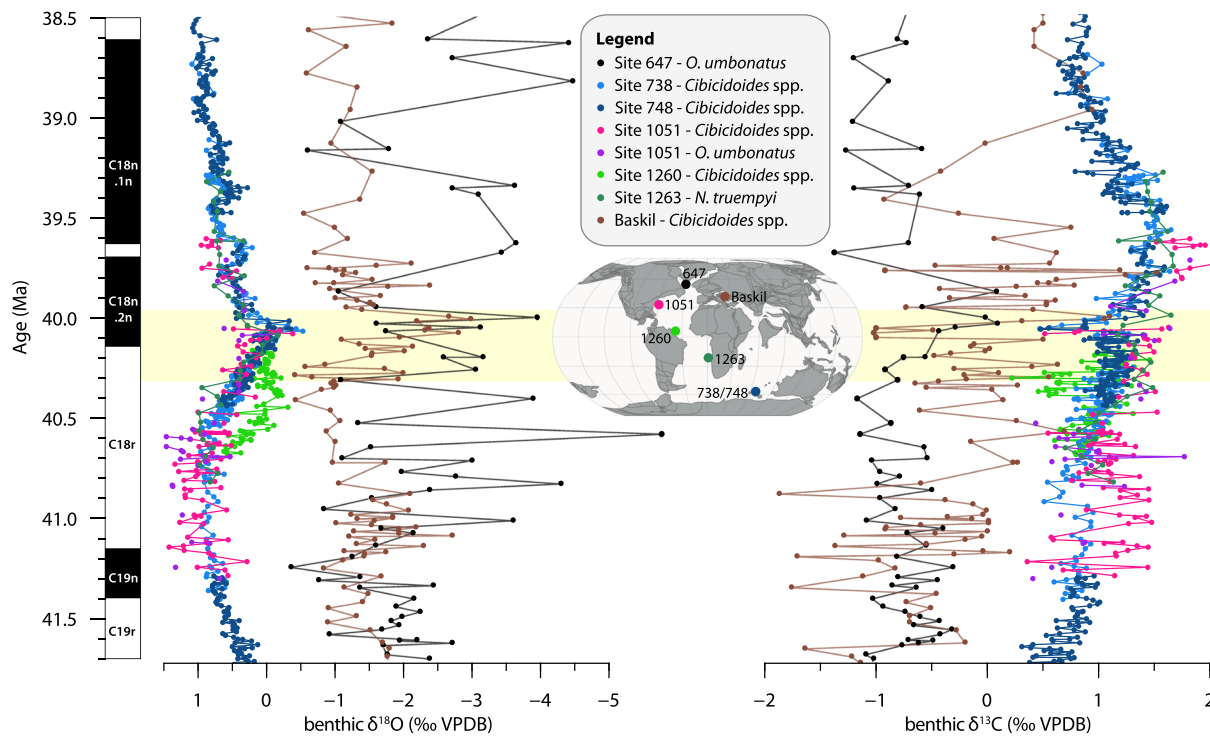 38.5
39.0
39.5
40.0
40.5
41.0
41.5
Age (Ma)
C18n
.1n
C18n
.2n
C18r
C19n
C19r
1
0
−1
−2
−3
−4
−5
benthic δ¹⁸O (‰ VPDB)
Legend
Site 647 - O. umbonatus
Site 738 - Cibicidoides spp.
Site 748 - Cibicidoides spp.
Site 1051 - Cibicidoides spp.
Site 1051 - O. umbonatus
Site 1260 - Cibicidoides spp.
Site 1263 - N. truempyi
Baskil - Cibicidoides spp.
647
Baskil
1051
1260
1263
738/748
−2
−1
0
1
2
benthic δ¹³C (‰ VPDB)